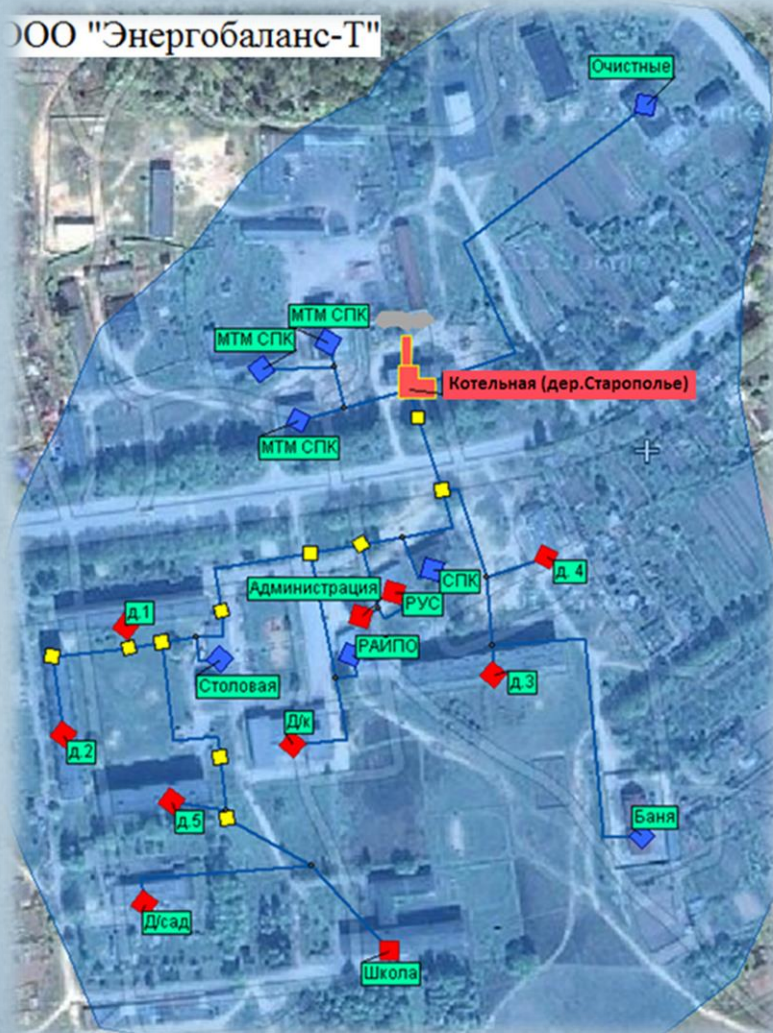 ООО "Энергобаланс-Т"
Очистные
МТМ СПК
МТМ СПК
Котельная (дер.Старополье)
МТМ СПК
д. 4
СПК
Администрация
РУС
д.1
РАЙПО
д.3
Столовая
Д/к
д.2
д.5
Баня
Д/сад
Школа